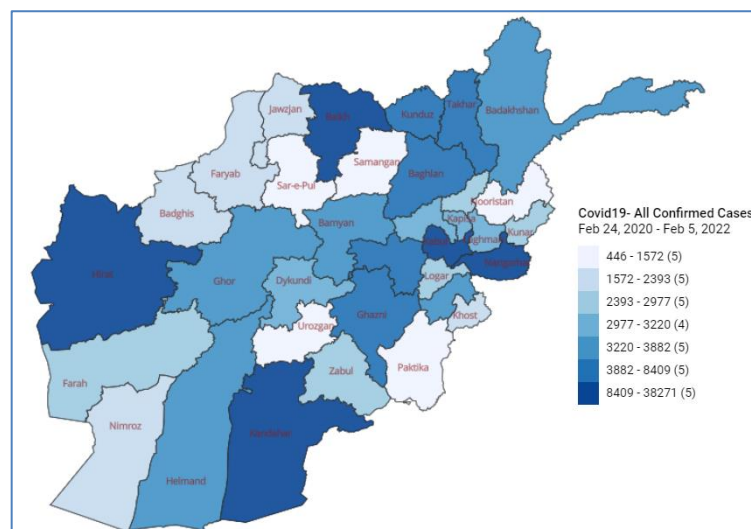 Jawzjan
Balkh
Kunduz
Takhar
Badakhshan
Faryab
Sar-e-Pul
Samangan
Baghlan
Badghis
Nooristan
Bamyan
Kapisa
Kunar
Kabul
Laghman
Hirat
Ghor
Dykundi
Logar
Nangarhar
Urozgan
Ghazni
Khost
Farah
Zabul
Paktika
Nimroz
Kandahar
Helmand
Covid19- All Confirmed Cases
Feb 24, 2020 - Feb 5, 2022
446 - 1572 (5)
1572 - 2393 (5)
2393 - 2977 (5)
2977 - 3220 (4)
3220 - 3882 (5)
3882 - 8409 (5)
8409 - 38271 (5)